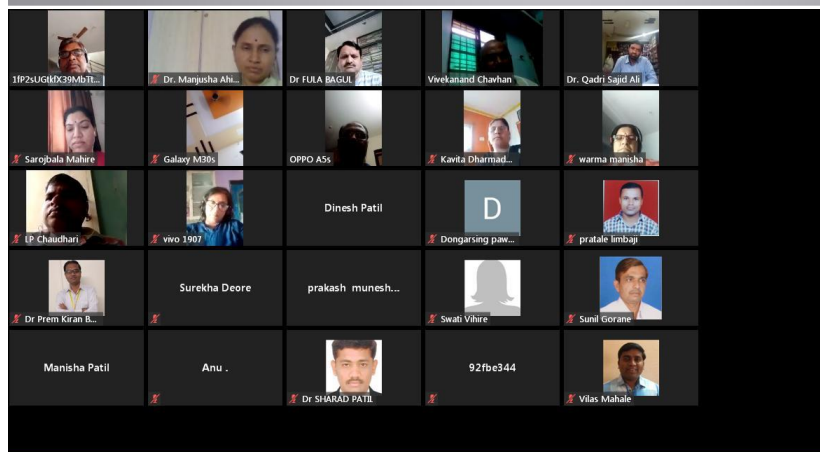 1fP2sUGtkfX39MbTt...
Dr. Manjusha Ahi...
Dr FULA BAGUL
Vivekanand Chavhan
Dr. Qadri Sajid Ali
Sarojbala Mahire
Galaxy M30s
OPPO A5s
Kavita Dharmad...
warma manisha
LP Chaudhari
vivo 1907
Dinesh Patil
D
Dongarsing paw...
pratale limbaji
Dr Prem Kiran B...
Surekha Deore
prakash munesh...
Swati Vihire
Sunil Gorane
Manisha Patil
Anu .
Dr SHARAD PATIL
92fbe344
Vilas Mahale